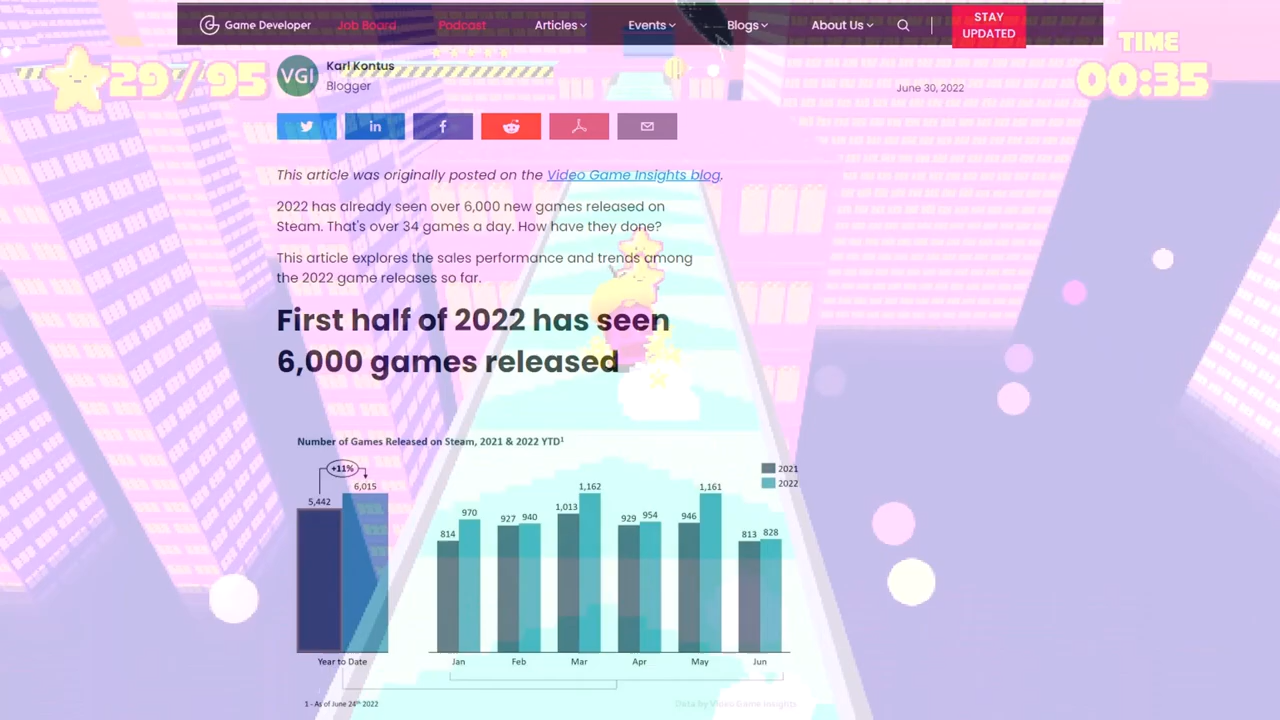 Game Developer Job Board Podcast Articles Events Blogs About Us STAY UPDATED
29/95
TIME
00:35
VGI
Karl Kontus
Blogger
June 30, 2022
This article was originally posted on the Video Game Insights blog.
2022 has already seen over 6,000 new games released on
Steam. That's over 34 games a day. How have they done?
This article explores the sales performance and trends among
the 2022 game releases so far.
First half of 2022 has seen
6,000 games released
Number of Games Released on Steam, 2021 & 2022 YTD¹
+11%
5,442 6,015
2021
2022
814 970 927 940 1,013 1,162 929 954 946 1,161 813 828
Year to Date Jan Feb Mar Apr May Jun
1 - As of June 24th 2022
Data by Video Game Insights